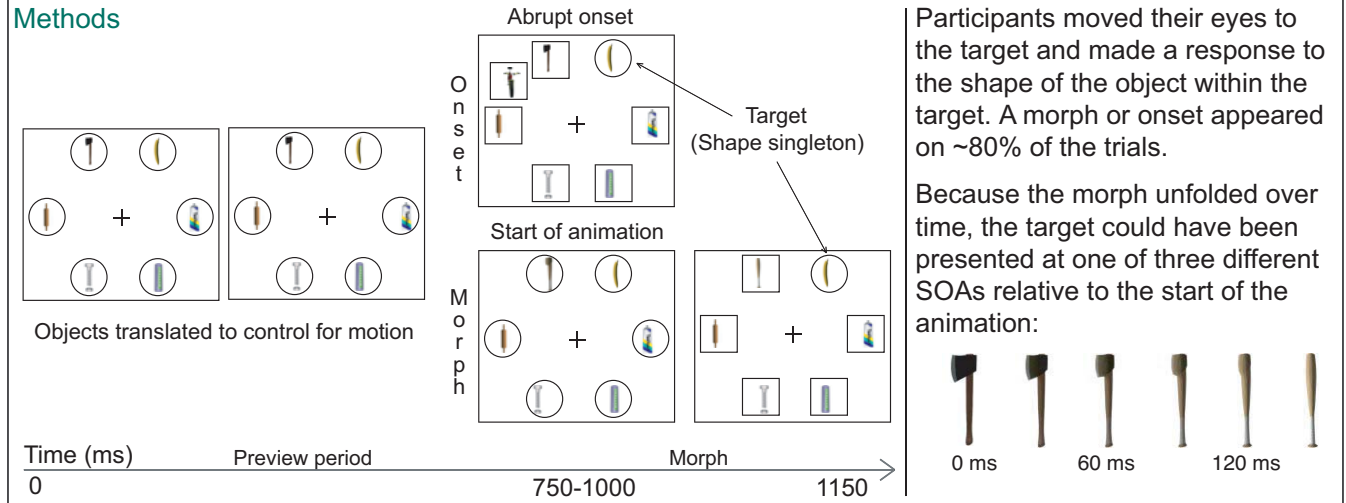 Methods
Abrupt onset
Onset
Target
(Shape singleton)
Objects translated to control for motion
Start of animation
Morph
Time (ms)
Preview period
Morph
0
750-1000
1150
Participants moved their eyes to
the target and made a response to
the shape of the object within the
target. A morph or onset appeared
on ~80% of the trials.
Because the morph unfolded over
time, the target could have been
presented at one of three different
SOAs relative to the start of the
animation:
0 ms
60 ms
120 ms